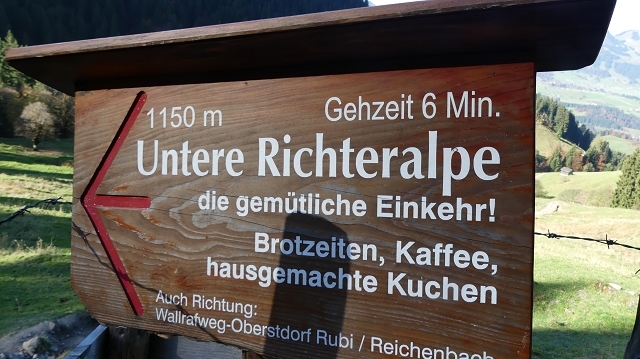 1150 m Gehzeit 6 Min.
Untere Richteralpe
die gemütliche Einkehr!
Brotzeiten, Kaffee,
hausgemachte Kuchen
Auch Richtung:
Wallrafweg-Oberstdorf Rubi / Reichenbach